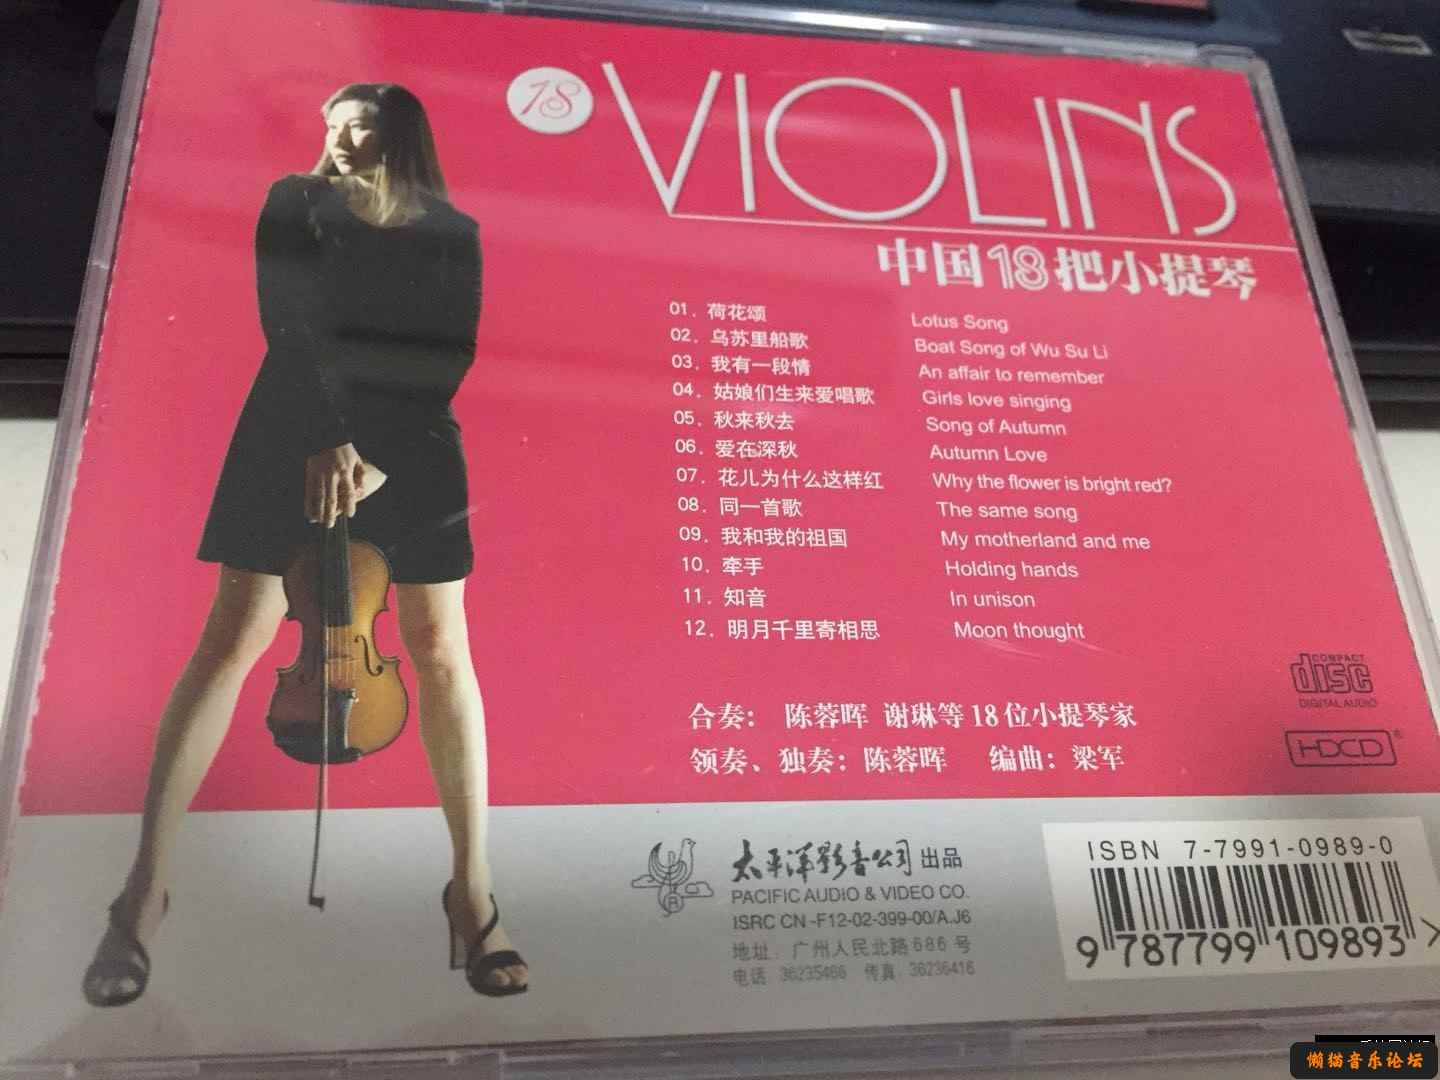 18 VIOLINS
中国18把小提琴
01. 荷花颂 Lotus Song
02. 乌苏里船歌 Boat Song of Wu Su Li
03. 我有一段情 An affair to remember
04. 姑娘们生来爱唱歌 Girls love singing
05. 秋来秋去 Song of Autumn
06. 爱在深秋 Autumn Love
07. 花儿为什么这样红 Why the flower is bright red?
08. 同一首歌 The same song
09. 我和我的祖国 My motherland and me
10. 牵手 Holding hands
11. 知音 In unison
12. 明月千里寄相思 Moon thought
合奏： 陈蓉晖 谢琳等18位小提琴家
领奏、独奏：陈蓉晖 编曲：梁军
COMPACT
disc
DIGITAL AUDIO
HDCD®
太平洋影音公司 出品
PACIFIC AUDIO & VIDEO CO.
ISRC CN-F12-02-399-00/A.J6
地址：广州人民北路686号
电话 36235466 传真 36236416
ISBN 7-7991-0989-0
9 787799 109893 >
懒猫音乐论坛